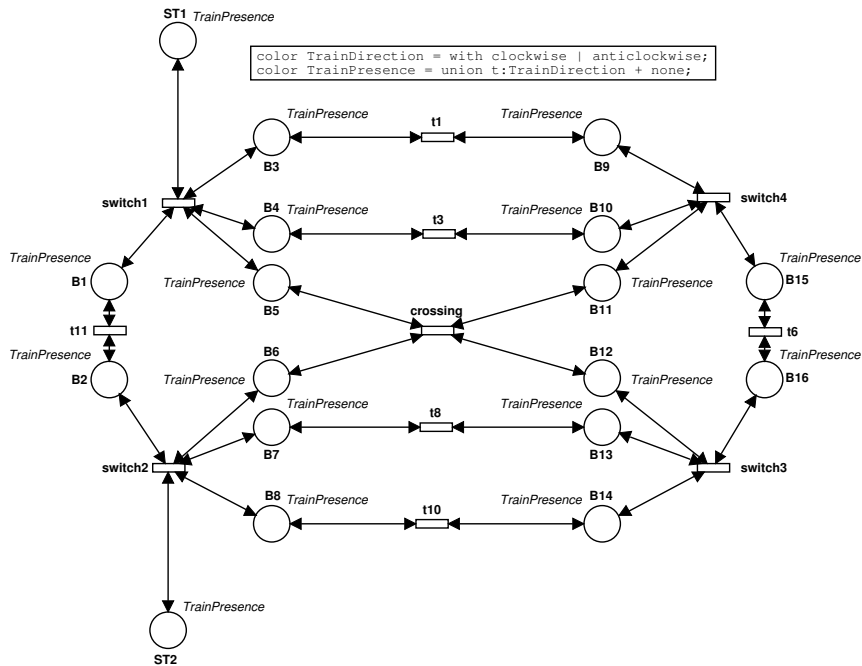 ST1 TrainPresence
color TrainDirection = with clockwise | anticlockwise;
color TrainPresence = union t:TrainDirection + none;
TrainPresence t1 TrainPresence
B3 B9
switch1 B4 TrainPresence t3 TrainPresence B10 switch4
TrainPresence TrainPresence TrainPresence TrainPresence
B1 B5 B11 B15
crossing
t11 t6
TrainPresence B6 B12 TrainPresence
B2 TrainPresence TrainPresence B16
TrainPresence t8 TrainPresence
B7 B13
switch2 switch3
B8 TrainPresence TrainPresence B14
t10
TrainPresence
ST2